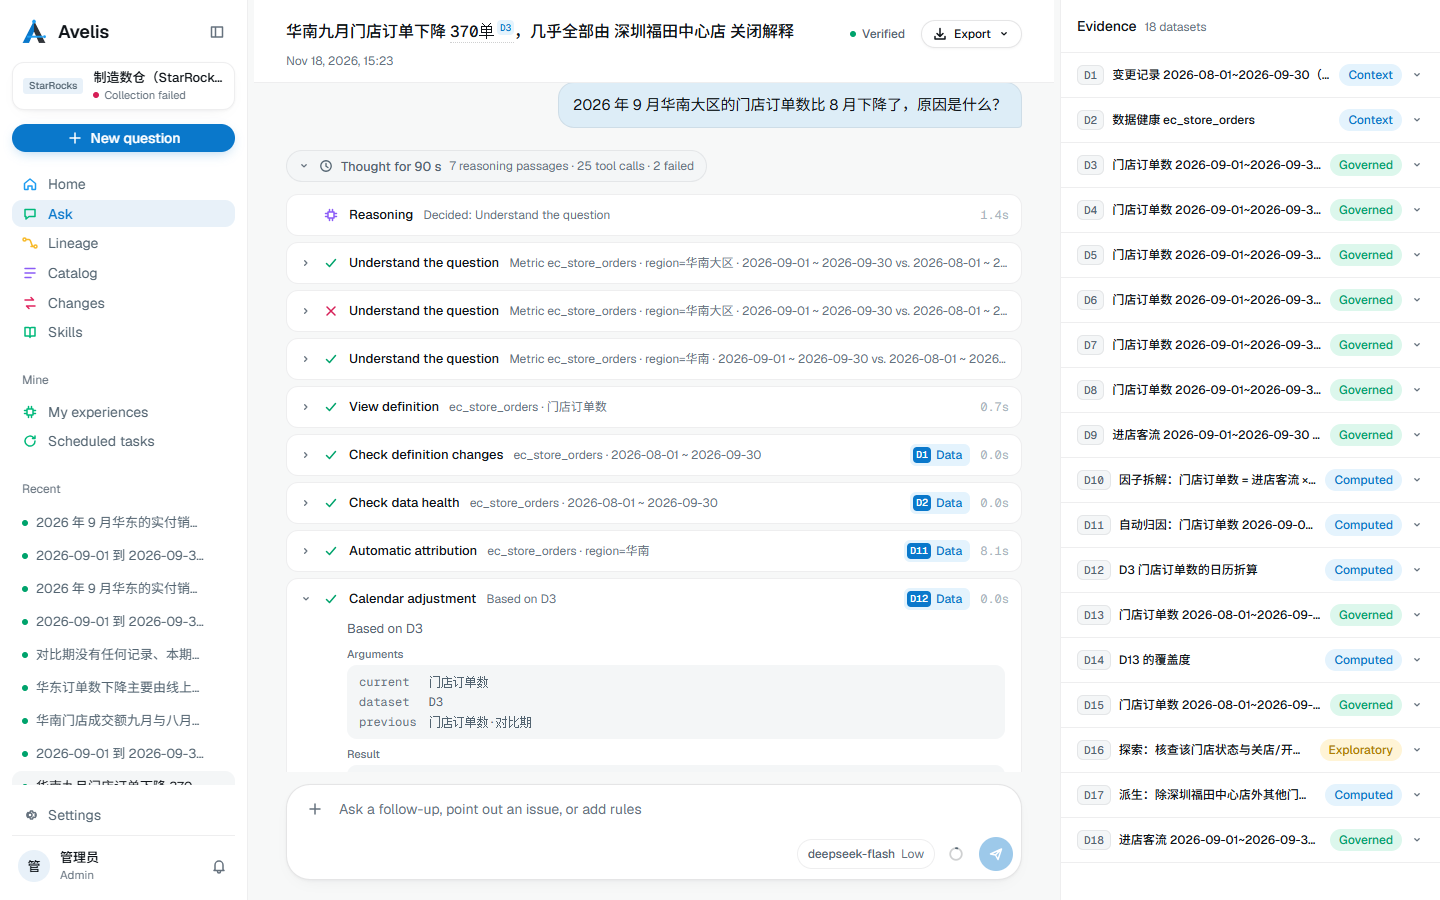 Avelis
StarRocks
制造数仓（StarRock...
Collection failed
New question
Home
Ask
Lineage
Catalog
Changes
Skills
Mine
My experiences
Scheduled tasks
Recent
2026 年 9 月华东的实付销...
2026-09-01 到 2026-09-3...
2026 年 9 月华东的实付销...
2026-09-01 到 2026-09-3...
对比期没有任何记录、本期...
华东订单数下降主要由线上...
华南门店成交额九月与八月...
2026-09-01 到 2026-09-3...
华南九月门店订单下降 370...
Settings
管
管理员
Admin
华南九月门店订单下降 370单 D3 ，几乎全部由 深圳福田中心店 关闭解释
Nov 18, 2026, 15:23
Verified
Export
2026 年 9 月华南大区的门店订单数比 8 月下降了，原因是什么？
Thought for 90 s 7 reasoning passages · 25 tool calls · 2 failed
Reasoning Decided: Understand the question 1.4s
Understand the question Metric ec_store_orders · region=华南大区 · 2026-09-01 ~ 2026-09-30 vs. 2026-08-01 ~ 2...
Understand the question Metric ec_store_orders · region=华南大区 · 2026-09-01 ~ 2026-09-30 vs. 2026-08-01 ~ 2...
Understand the question Metric ec_store_orders · region=华南 · 2026-09-01 ~ 2026-09-30 vs. 2026-08-01 ~ 2026...
View definition ec_store_orders · 门店订单数 0.7s
Check definition changes ec_store_orders · 2026-08-01 ~ 2026-09-30 D1 Data 0.0s
Check data health ec_store_orders · 2026-08-01 ~ 2026-09-30 D2 Data 0.0s
Automatic attribution ec_store_orders · region=华南 D11 Data 8.1s
Calendar adjustment Based on D3 D12 Data 0.0s
Based on D3
Arguments
current 门店订单数
dataset D3
previous 门店订单数·对比期
Result
Ask a follow-up, point out an issue, or add rules
deepseek-flash Low
Evidence 18 datasets
D1 变更记录 2026-08-01~2026-09-30（... Context
D2 数据健康 ec_store_orders Context
D3 门店订单数 2026-09-01~2026-09-3... Governed
D4 门店订单数 2026-09-01~2026-09-3... Governed
D5 门店订单数 2026-09-01~2026-09-3... Governed
D6 门店订单数 2026-09-01~2026-09-3... Governed
D7 门店订单数 2026-09-01~2026-09-3... Governed
D8 门店订单数 2026-09-01~2026-09-3... Governed
D9 进店客流 2026-09-01~2026-09-30 ... Governed
D10 因子拆解：门店订单数 = 进店客流 ×... Computed
D11 自动归因：门店订单数 2026-09-0... Computed
D12 D3 门店订单数的日历折算 Computed
D13 门店订单数 2026-08-01~2026-09-... Governed
D14 D13 的覆盖度 Computed
D15 门店订单数 2026-08-01~2026-09-... Governed
D16 探索：核查该门店状态与关店/开... Exploratory
D17 派生：除深圳福田中心店外其他门... Computed
D18 进店客流 2026-09-01~2026-09-3... Governed